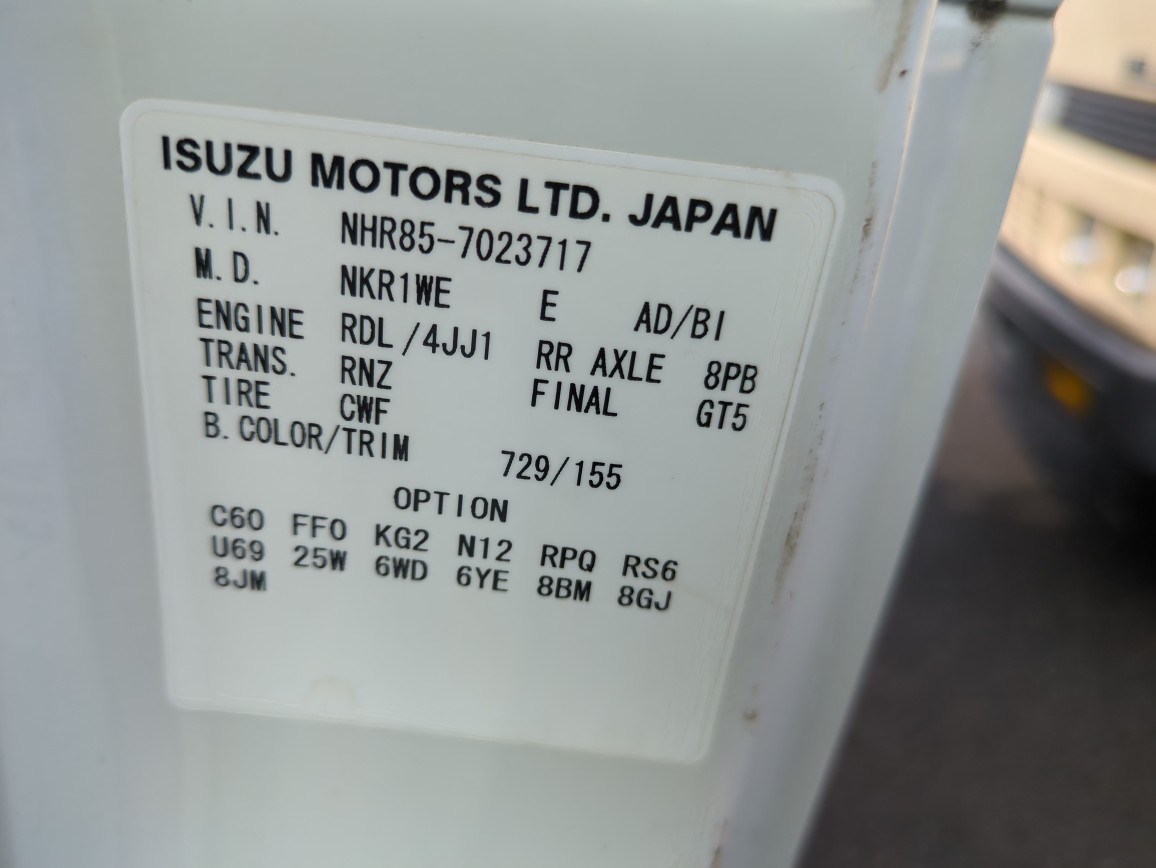 ISUZU MOTORS LTD. JAPAN
V.I.N. NHR85-7023717
M.D. NKR1WE E AD/BI
ENGINE RDL/4JJ1 RR AXLE 8PB
TRANS. RNZ FINAL GT5
TIRE CWF
B.COLOR/TRIM 729/155
OPTION
C60 FF0 KG2 N12 RPQ RS6
U69 25W 6WD 6YE 8BM 8GJ
8JM